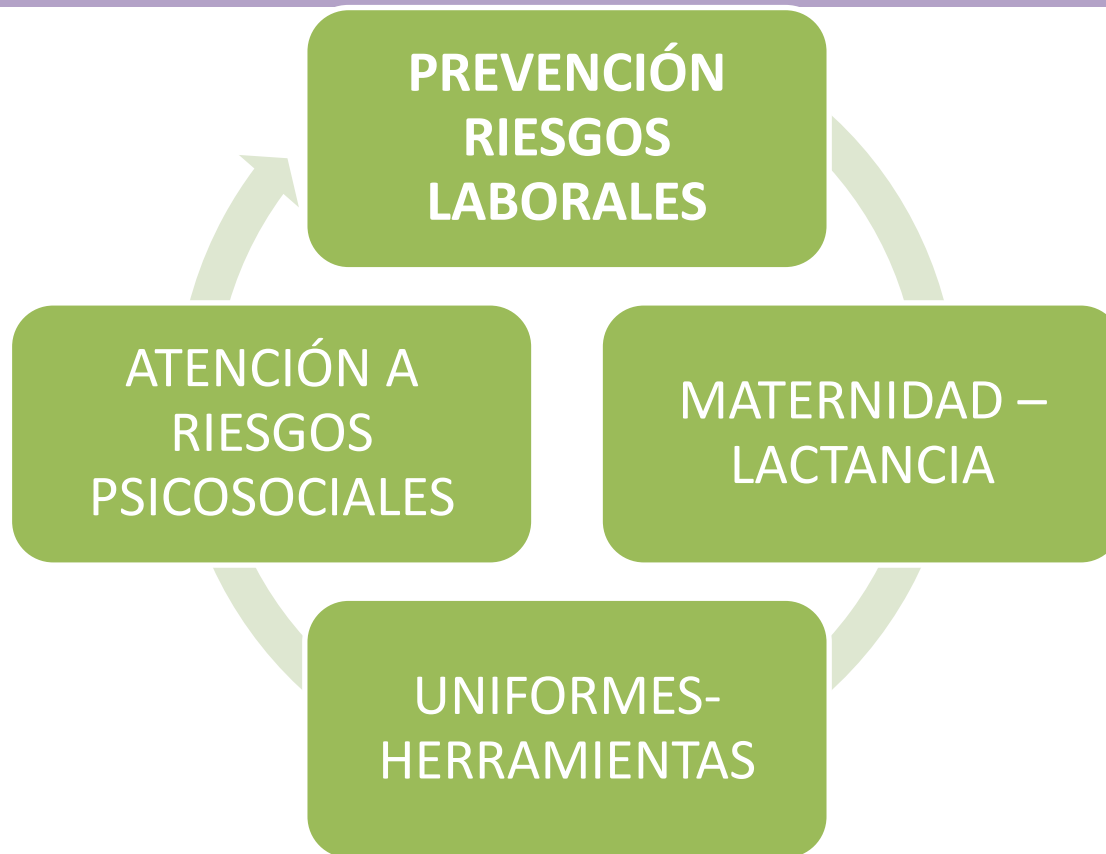 PREVENCIÓN
RIESGOS
LABORALES
ATENCIÓN A
RIESGOS
PSICOSOCIALES
MATERNIDAD –
LACTANCIA
UNIFORMES-
HERRAMIENTAS